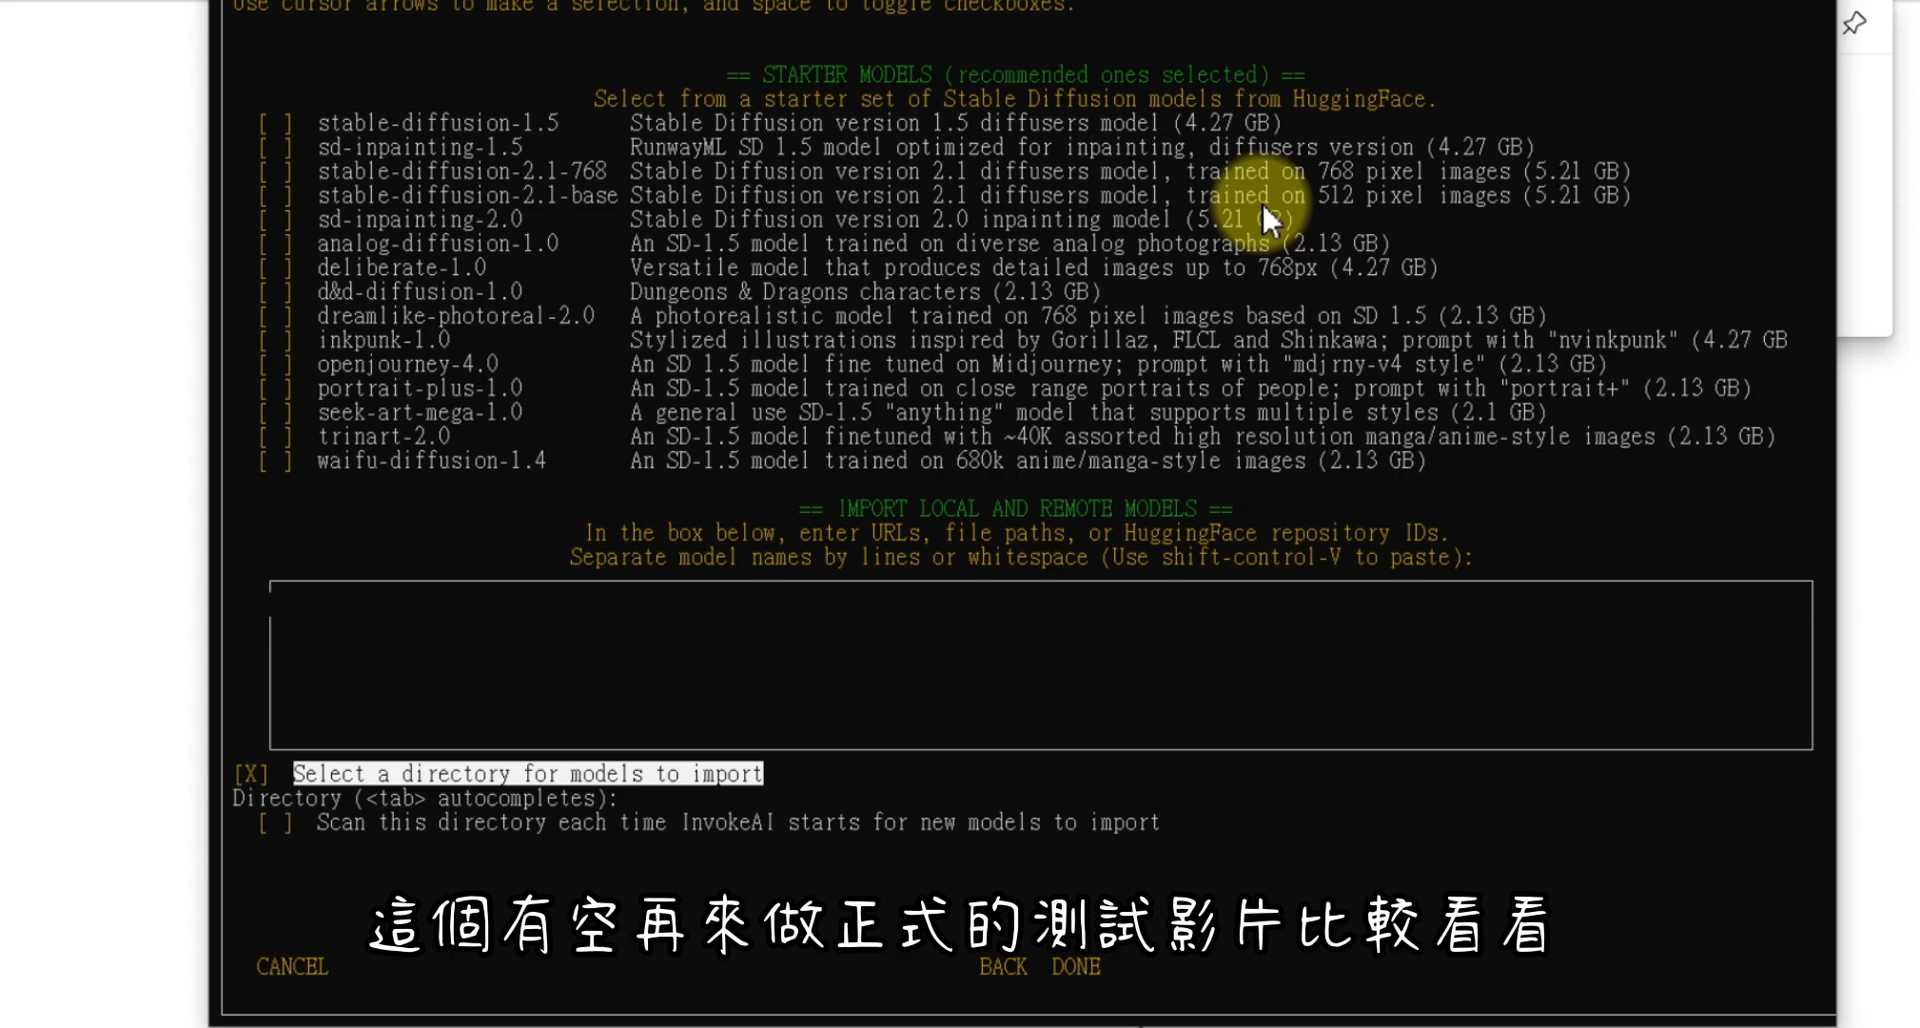 Use cursor arrows to make a selection, and space to toggle checkboxes.
== STARTER MODELS (recommended ones selected) ==
Select from a starter set of Stable Diffusion models from HuggingFace.
[ ] stable-diffusion-1.5 Stable Diffusion version 1.5 diffusers model (4.27 GB)
[ ] sd-inpainting-1.5 RunwayML SD 1.5 model optimized for inpainting, diffusers version (4.27 GB)
[ ] stable-diffusion-2.1-768 Stable Diffusion version 2.1 diffusers model, trained on 768 pixel images (5.21 GB)
[ ] stable-diffusion-2.1-base Stable Diffusion version 2.1 diffusers model, trained on 512 pixel images (5.21 GB)
[ ] sd-inpainting-2.0 Stable Diffusion version 2.0 inpainting model (5.21 GB)
[ ] analog-diffusion-1.0 An SD-1.5 model trained on diverse analog photographs (2.13 GB)
[ ] deliberate-1.0 Versatile model that produces detailed images up to 768px (4.27 GB)
[ ] d&d-diffusion-1.0 Dungeons & Dragons characters (2.13 GB)
[ ] dreamlike-photoreal-2.0 A photorealistic model trained on 768 pixel images based on SD 1.5 (2.13 GB)
[ ] inkpunk-1.0 Stylized illustrations inspired by Gorillaz, FLCL and Shinkawa; prompt with "nvinkpunk" (4.27 GB
[ ] openjourney-4.0 An SD 1.5 model fine tuned on Midjourney; prompt with "mdjrny-v4 style" (2.13 GB)
[ ] portrait-plus-1.0 An SD-1.5 model trained on close range portraits of people; prompt with "portrait+" (2.13 GB)
[ ] seek-art-mega-1.0 A general use SD-1.5 "anything" model that supports multiple styles (2.1 GB)
[ ] trinart-2.0 An SD-1.5 model finetuned with ~40K assorted high resolution manga/anime-style images (2.13 GB)
[ ] waifu-diffusion-1.4 An SD-1.5 model trained on 680k anime/manga-style images (2.13 GB)
== IMPORT LOCAL AND REMOTE MODELS ==
In the box below, enter URLs, file paths, or HuggingFace repository IDs.
Separate model names by lines or whitespace (Use shift-control-V to paste):
[X] Select a directory for models to import
Directory (<tab> autocompletes):
[ ] Scan this directory each time InvokeAI starts for new models to import
這個有空再來做正式的測試影片比較看看
CANCEL BACK DONE